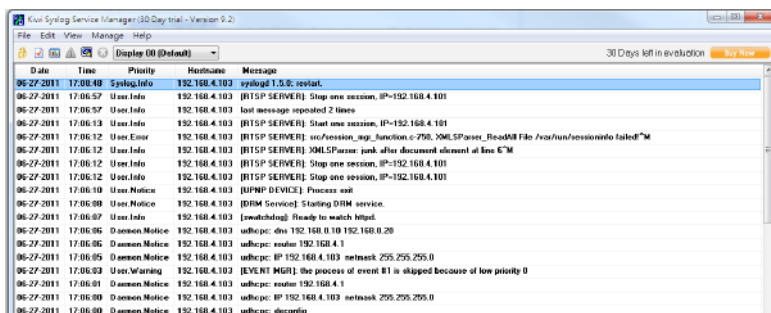 Kiwi Syslog Service Manager (30 Day trial - Version 9.2)
File Edit View Manage Help
Display 00 (Default) 30 Days left in evaluation Buy Now
Date Time Priority Hostname Message
06-27-2011 17:08:48 Syslog.Info 192.168.4.103 syslogd 1.5.0: restart.
06-27-2011 17:06:57 User.Info 192.168.4.103 [RTSP SERVER]: Stop one session, IP=192.168.4.101
06-27-2011 17:06:57 User.Info 192.168.4.103 last message repeated 2 times
06-27-2011 17:06:13 User.Info 192.168.4.103 [RTSP SERVER]: Start one session, IP=192.168.4.101
06-27-2011 17:06:12 User.Error 192.168.4.103 [RTSP SERVER]: src/session_mgr_function.c-750, XMLSParser_ReadAll File /var/run/sessioninfo failed!^M
06-27-2011 17:06:12 User.Info 192.168.4.103 [RTSP SERVER]: XMLSParser: junk after document element at line 6^M
06-27-2011 17:06:12 User.Info 192.168.4.103 [RTSP SERVER]: Stop one session, IP=192.168.4.101
06-27-2011 17:06:12 User.Info 192.168.4.103 [RTSP SERVER]: Stop one session, IP=192.168.4.101
06-27-2011 17:06:10 User.Notice 192.168.4.103 [UPNP DEVICE]: Process exit
06-27-2011 17:06:08 User.Notice 192.168.4.103 [DRM Service]: Starting DRM service.
06-27-2011 17:06:07 User.Info 192.168.4.103 [swatchdog]: Ready to watch httpd.
06-27-2011 17:06:06 Daemon.Notice 192.168.4.103 udhcpc: dns 192.168.0.10 192.168.0.20
06-27-2011 17:06:06 Daemon.Notice 192.168.4.103 udhcpc: router 192.168.4.1
06-27-2011 17:06:05 Daemon.Notice 192.168.4.103 udhcpc: IP 192.168.4.103 netmask 255.255.255.0
06-27-2011 17:06:03 User.Warning 192.168.4.103 [EVENT MGR]: the process of event #1 is skipped because of low priority 0
06-27-2011 17:06:01 Daemon.Notice 192.168.4.103 udhcpc: router 192.168.4.1
06-27-2011 17:06:00 Daemon.Notice 192.168.4.103 udhcpc: IP 192.168.4.103 netmask 255.255.255.0
06-27-2011 17:06:00 Daemon.Notice 192.168.4.103 udhcpc: deconfig